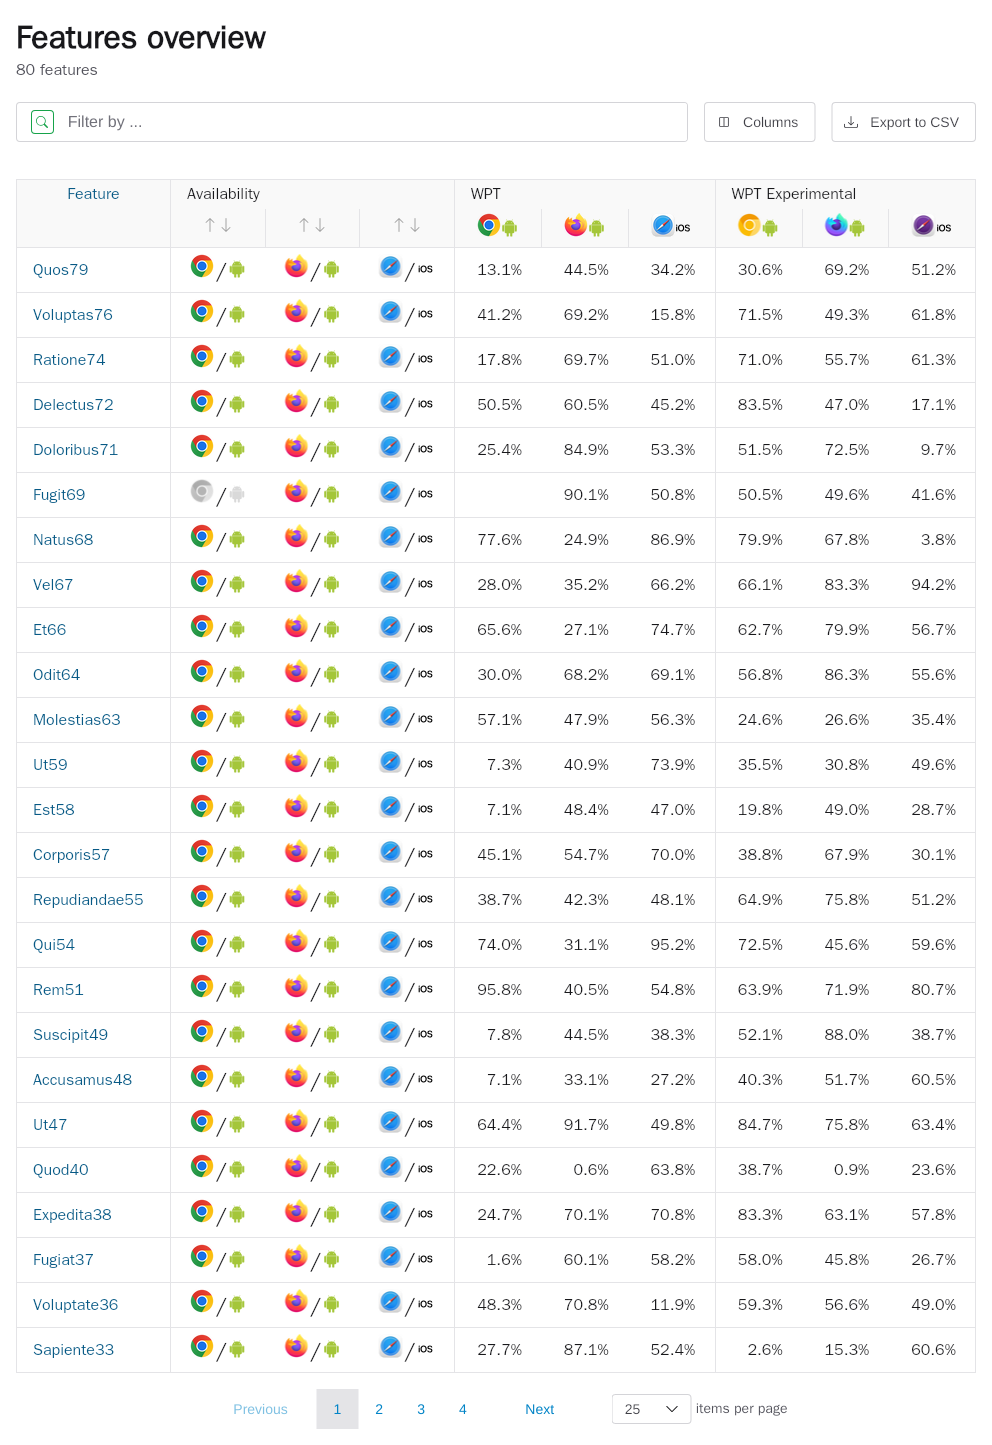 Features overview
80 features
Filter by ...
Columns
Export to CSV
Feature Availability WPT WPT Experimental
iOS iOS
Quos79 / / / iOS 13.1% 44.5% 34.2% 30.6% 69.2% 51.2%
Voluptas76 / / / iOS 41.2% 69.2% 15.8% 71.5% 49.3% 61.8%
Ratione74 / / / iOS 17.8% 69.7% 51.0% 71.0% 55.7% 61.3%
Delectus72 / / / iOS 50.5% 60.5% 45.2% 83.5% 47.0% 17.1%
Doloribus71 / / / iOS 25.4% 84.9% 53.3% 51.5% 72.5% 9.7%
Fugit69 / / / iOS 90.1% 50.8% 50.5% 49.6% 41.6%
Natus68 / / / iOS 77.6% 24.9% 86.9% 79.9% 67.8% 3.8%
Vel67 / / / iOS 28.0% 35.2% 66.2% 66.1% 83.3% 94.2%
Et66 / / / iOS 65.6% 27.1% 74.7% 62.7% 79.9% 56.7%
Odit64 / / / iOS 30.0% 68.2% 69.1% 56.8% 86.3% 55.6%
Molestias63 / / / iOS 57.1% 47.9% 56.3% 24.6% 26.6% 35.4%
Ut59 / / / iOS 7.3% 40.9% 73.9% 35.5% 30.8% 49.6%
Est58 / / / iOS 7.1% 48.4% 47.0% 19.8% 49.0% 28.7%
Corporis57 / / / iOS 45.1% 54.7% 70.0% 38.8% 67.9% 30.1%
Repudiandae55 / / / iOS 38.7% 42.3% 48.1% 64.9% 75.8% 51.2%
Qui54 / / / iOS 74.0% 31.1% 95.2% 72.5% 45.6% 59.6%
Rem51 / / / iOS 95.8% 40.5% 54.8% 63.9% 71.9% 80.7%
Suscipit49 / / / iOS 7.8% 44.5% 38.3% 52.1% 88.0% 38.7%
Accusamus48 / / / iOS 7.1% 33.1% 27.2% 40.3% 51.7% 60.5%
Ut47 / / / iOS 64.4% 91.7% 49.8% 84.7% 75.8% 63.4%
Quod40 / / / iOS 22.6% 0.6% 63.8% 38.7% 0.9% 23.6%
Expedita38 / / / iOS 24.7% 70.1% 70.8% 83.3% 63.1% 57.8%
Fugiat37 / / / iOS 1.6% 60.1% 58.2% 58.0% 45.8% 26.7%
Voluptate36 / / / iOS 48.3% 70.8% 11.9% 59.3% 56.6% 49.0%
Sapiente33 / / / iOS 27.7% 87.1% 52.4% 2.6% 15.3% 60.6%
Previous 1 2 3 4 Next 25 items per page